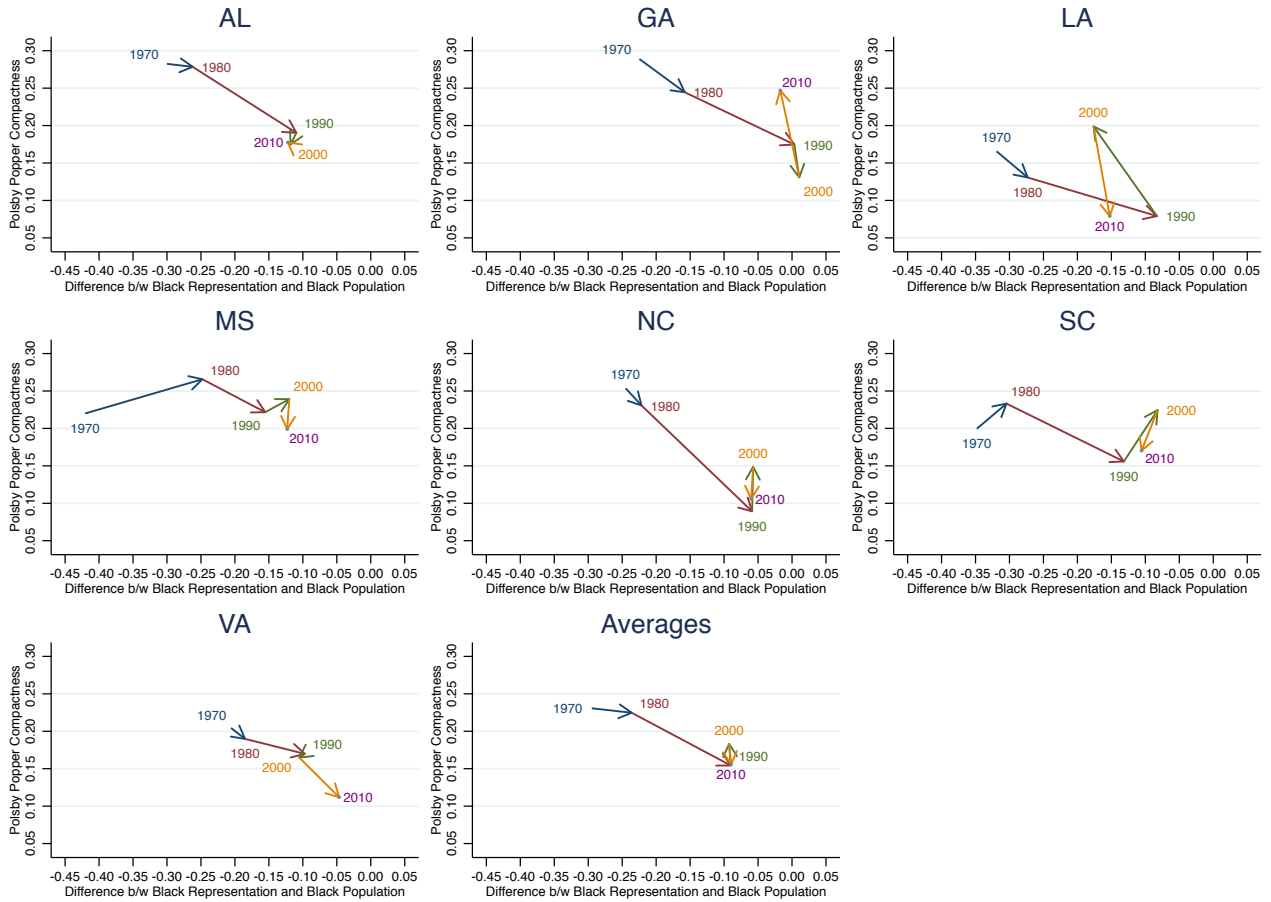 AL
Polsby Popper Compactness
0.30
0.25
0.20
0.15
0.10
0.05
1970
1980
1990
2010
2000
-0.45 -0.40 -0.35 -0.30 -0.25 -0.20 -0.15 -0.10 -0.05 0.00 0.05
Difference b/w Black Representation and Black Population
GA
Polsby Popper Compactness
0.30
0.25
0.20
0.15
0.10
0.05
1970
1980
2010
1990
2000
-0.45 -0.40 -0.35 -0.30 -0.25 -0.20 -0.15 -0.10 -0.05 0.00 0.05
Difference b/w Black Representation and Black Population
LA
Polsby Popper Compactness
0.30
0.25
0.20
0.15
0.10
0.05
2000
1970
1980
1990
2010
-0.45 -0.40 -0.35 -0.30 -0.25 -0.20 -0.15 -0.10 -0.05 0.00 0.05
Difference b/w Black Representation and Black Population
MS
Polsby Popper Compactness
0.30
0.25
0.20
0.15
0.10
0.05
1980
2000
1970
1990
2010
-0.45 -0.40 -0.35 -0.30 -0.25 -0.20 -0.15 -0.10 -0.05 0.00 0.05
Difference b/w Black Representation and Black Population
NC
Polsby Popper Compactness
0.30
0.25
0.20
0.15
0.10
0.05
1970
1980
2000
2010
1990
-0.45 -0.40 -0.35 -0.30 -0.25 -0.20 -0.15 -0.10 -0.05 0.00 0.05
Difference b/w Black Representation and Black Population
SC
Polsby Popper Compactness
0.30
0.25
0.20
0.15
0.10
0.05
1980
2000
1970
2010
1990
-0.45 -0.40 -0.35 -0.30 -0.25 -0.20 -0.15 -0.10 -0.05 0.00 0.05
Difference b/w Black Representation and Black Population
VA
Polsby Popper Compactness
0.30
0.25
0.20
0.15
0.10
0.05
1970
1990
1980
2000
2010
-0.45 -0.40 -0.35 -0.30 -0.25 -0.20 -0.15 -0.10 -0.05 0.00 0.05
Difference b/w Black Representation and Black Population
Averages
Polsby Popper Compactness
0.30
0.25
0.20
0.15
0.10
0.05
1970
1980
2000
1990
2010
-0.45 -0.40 -0.35 -0.30 -0.25 -0.20 -0.15 -0.10 -0.05 0.00 0.05
Difference b/w Black Representation and Black Population